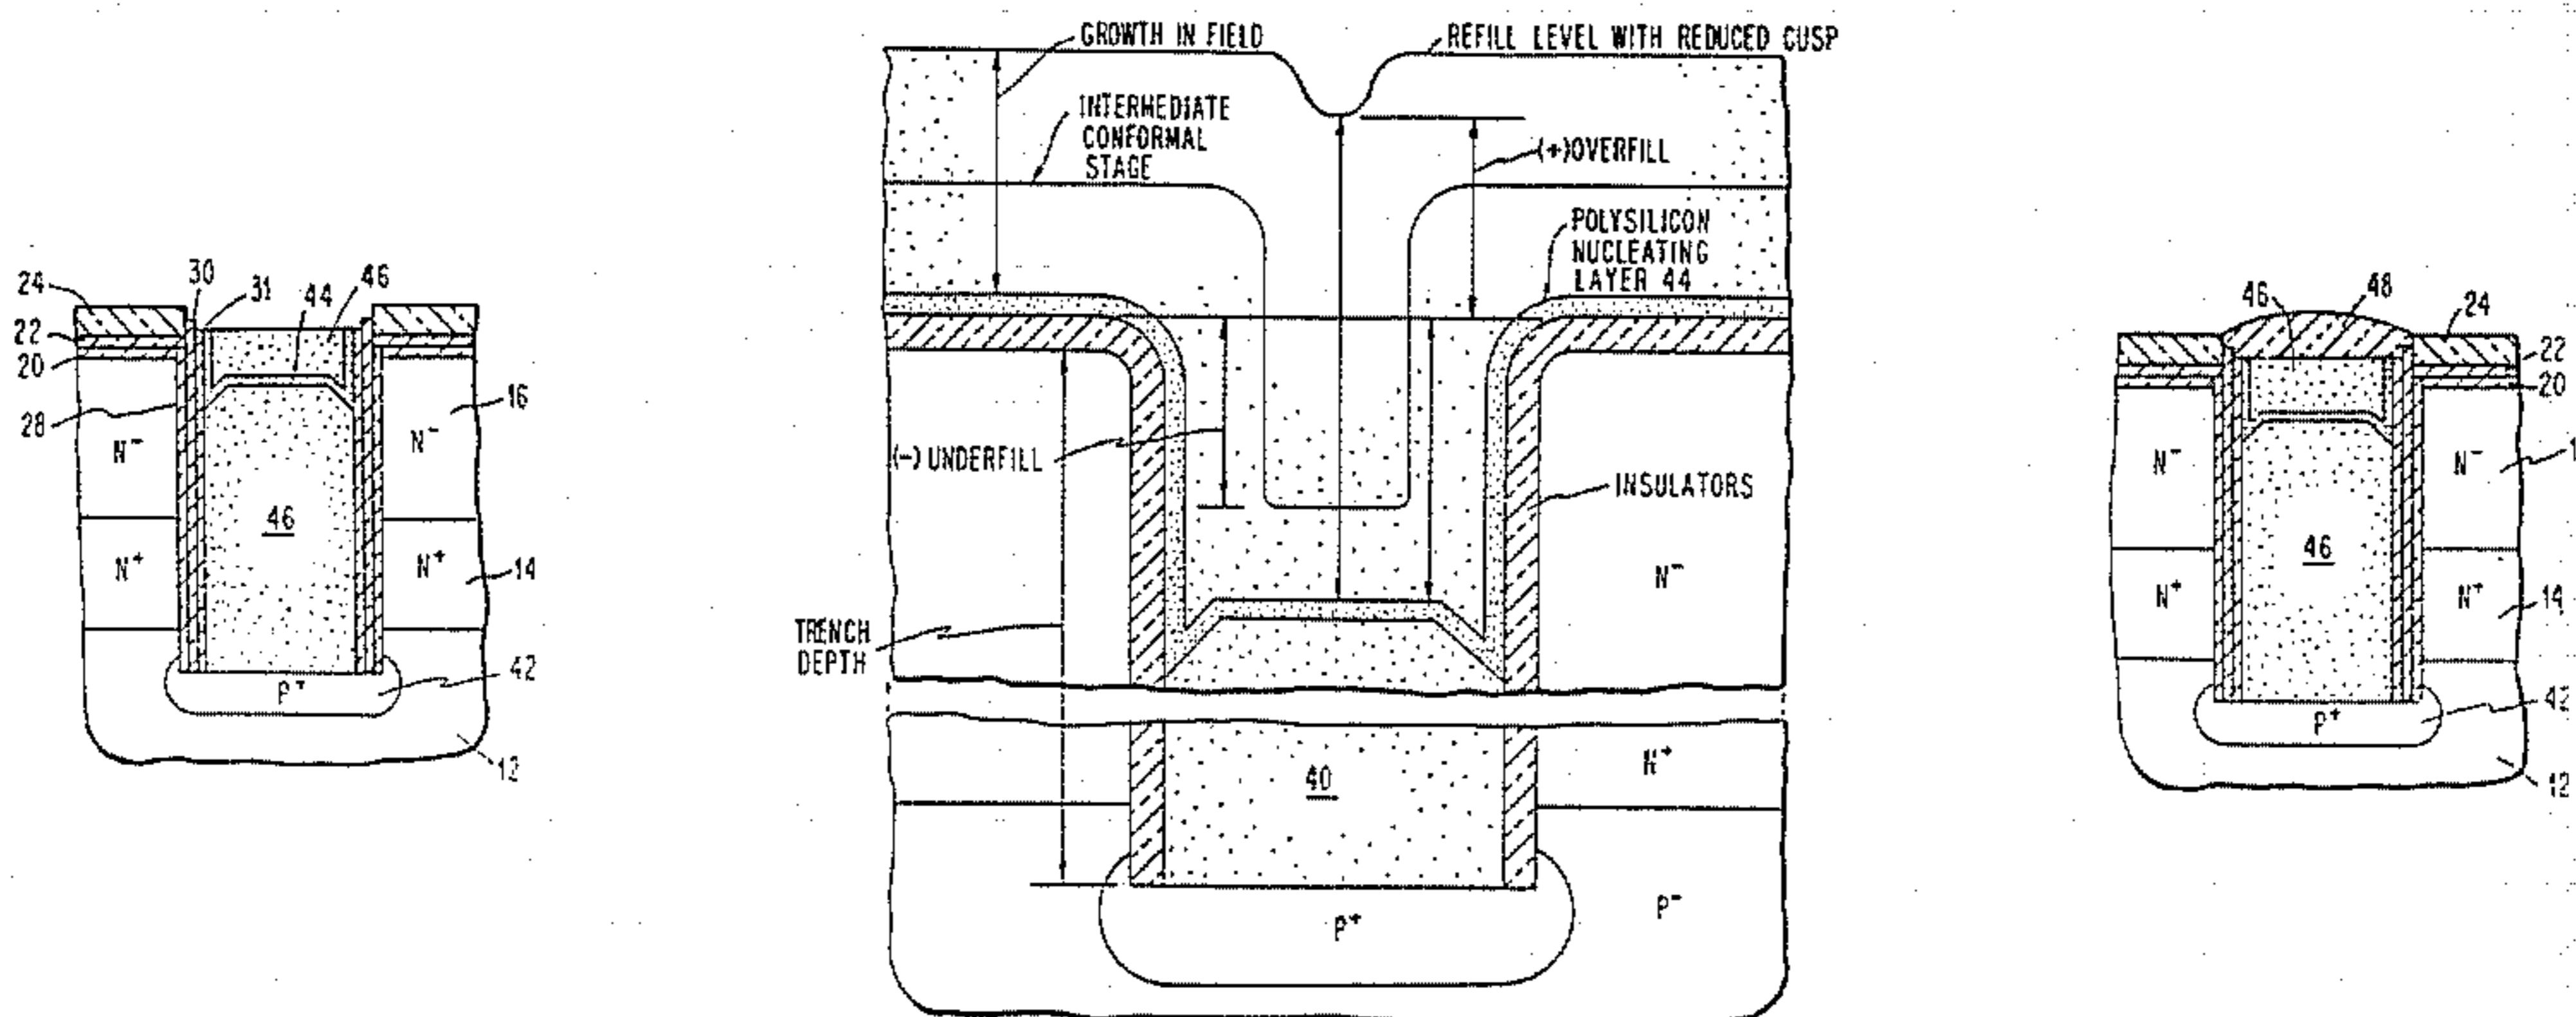 24
22
20
28
30
31
44
46
16
N-
N-
46
N+
N+
14
P+
42
12
GROWTH IN FIELD
REFILL LEVEL WITH REDUCED CUSP
INTERMEDIATE
CONFORMAL
STAGE
(+)OVERFILL
POLYSILICON
NUCLEATING
LAYER 44
(-) UNDERFILL
INSULATORS
N-
TRENCH
DEPTH
40
N+
P+
P-
46
48
24
22
20
N-
N-
46
N+
N+
14
P+
42
12